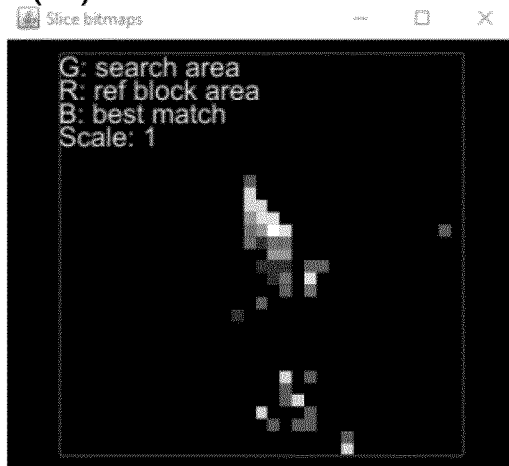 Slice bitmaps
G: search area
R: ref block area
B: best match
Scale: 1